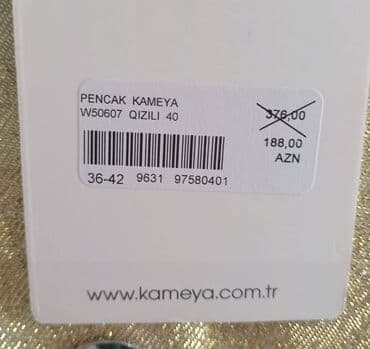 PENCAK KAMEYA
W50607 QIZILI 40
376,00
188,00
AZN
36-42 9631 97580401
www.kameya.com.tr